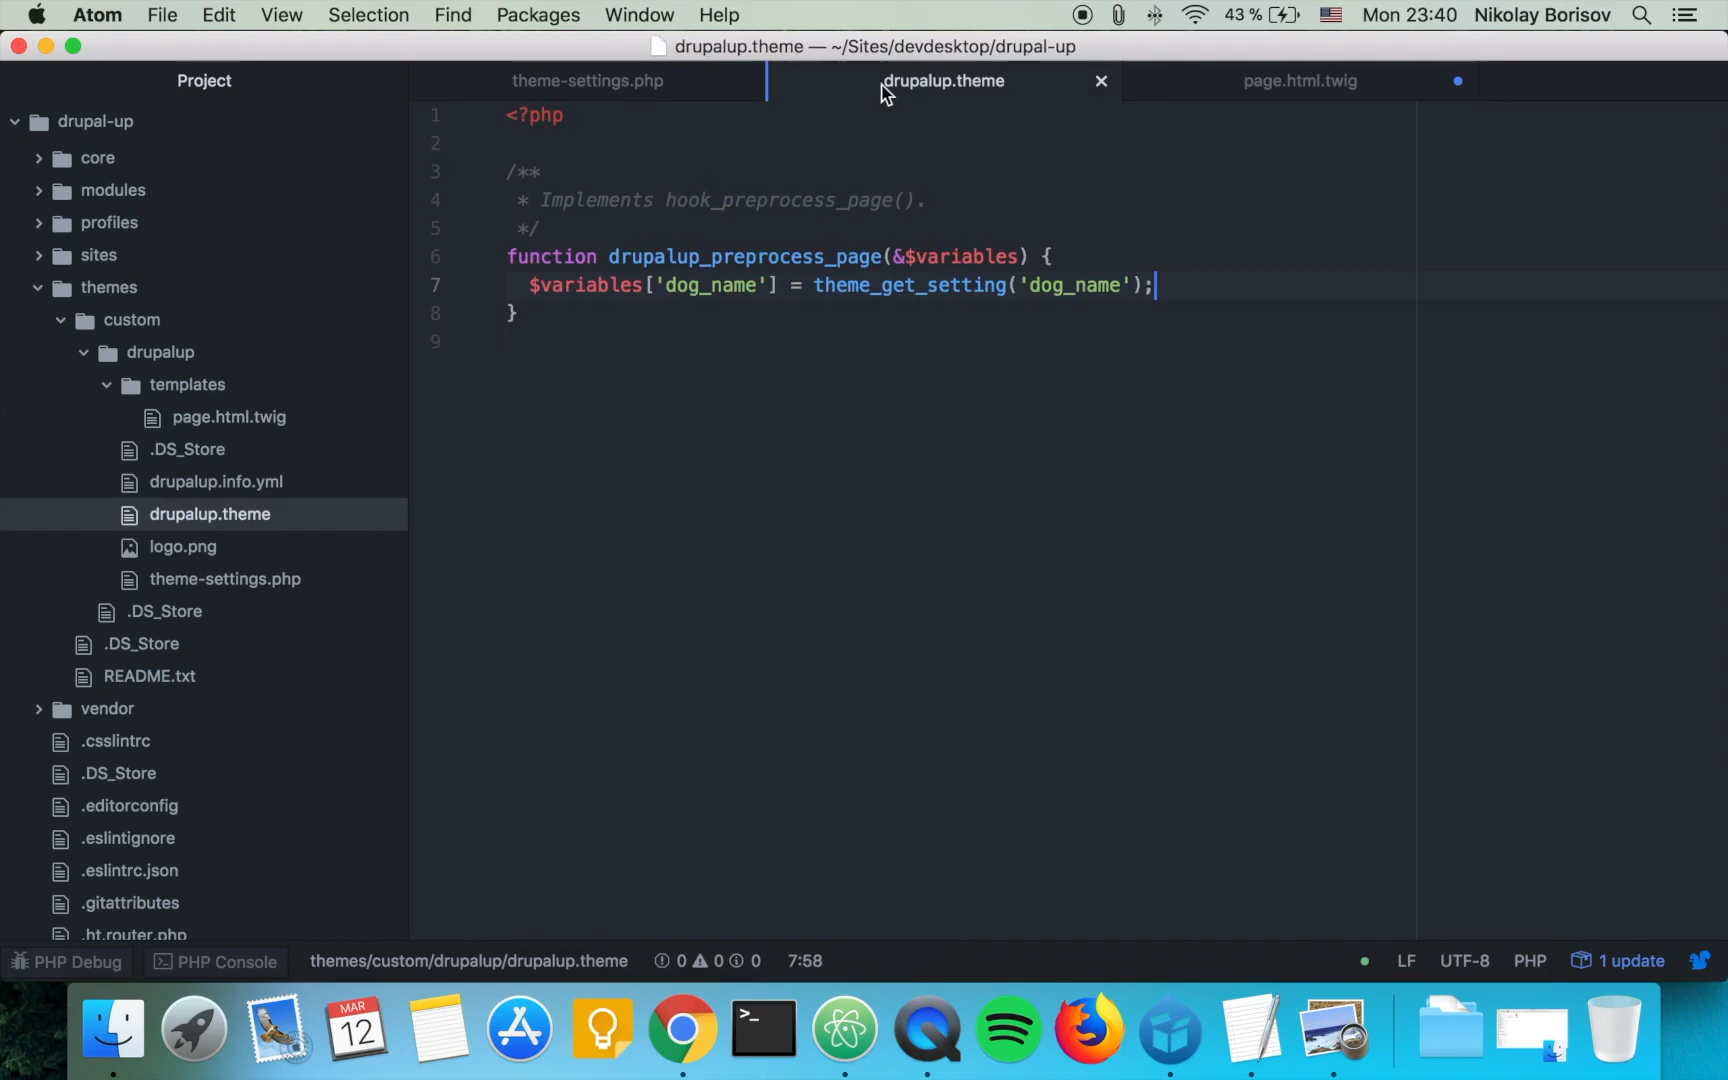 Atom File Edit View Selection Find Packages Window Help 43 % Mon 23:40 Nikolay Borisov
drupalup.theme — ~/Sites/devdesktop/drupal-up
Project
theme-settings.php
drupalup.theme
page.html.twig
drupal-up
core
modules
profiles
sites
themes
custom
drupalup
templates
page.html.twig
.DS_Store
drupalup.info.yml
drupalup.theme
logo.png
theme-settings.php
.DS_Store
.DS_Store
README.txt
vendor
.csslintrc
.DS_Store
.editorconfig
.eslintignore
.eslintrc.json
.gitattributes
.ht.router.php
1 <?php
2
3 /**
4 * Implements hook_preprocess_page().
5 */
6 function drupalup_preprocess_page(&$variables) {
7 $variables['dog_name'] = theme_get_setting('dog_name');
8 }
9
PHP Debug PHP Console themes/custom/drupalup/drupalup.theme 0 0 0 7:58 LF UTF-8 PHP 1 update
MAR
12
>_